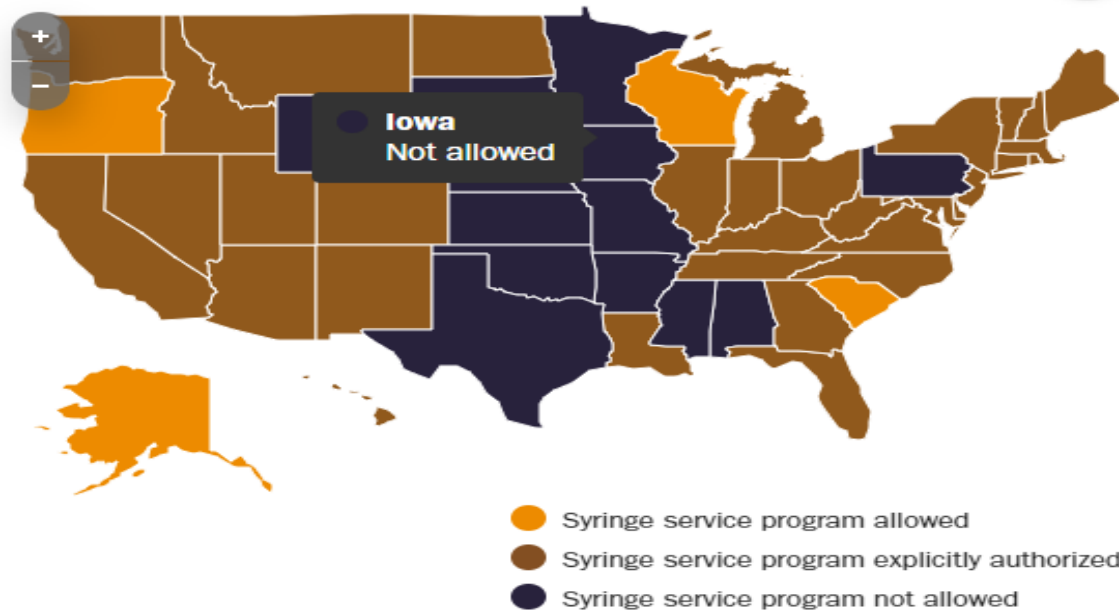 +
−
Iowa
Not allowed
Syringe service program allowed
Syringe service program explicitly authorized
Syringe service program not allowed